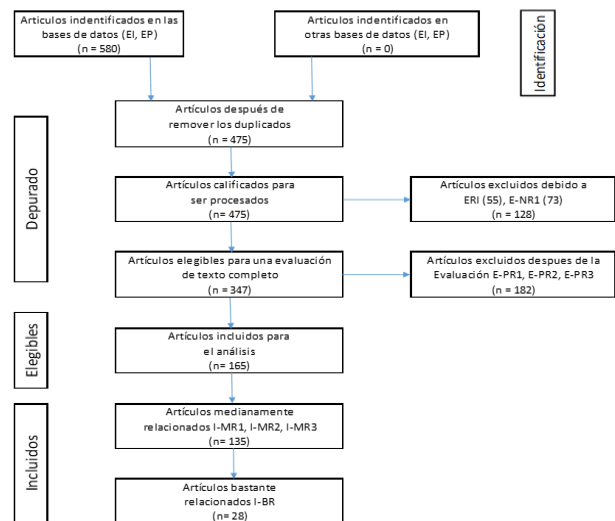 Articulos indentificados en las
bases de datos (EI, EP)
(n = 580)
Articulos indentificados en
otras bases de datos (EI, EP)
(n = 0)
Identificación
Artículos después de
remover los duplicados
(n = 475)
Depurado
Artículos calificados para
ser procesados
(n = 475)
Artículos excluidos debido a
ERI (55), E-NR1 (73)
n = 128)
Artículos elegibles para una evaluación
de texto completo
(n = 347)
Artículos excluidos despues de la
Evaluación E-PR1, E-PR2, E-PR3
n = 182)
Elegibles
Artículos incluidos para
el análisis
(n= 165)
Incluidos
Artículos medianamente
relacionados I-MR1, I-MR2, I-MR3
(n = 135)
Artículos bastante
relacionados I-BR
(n= 28)